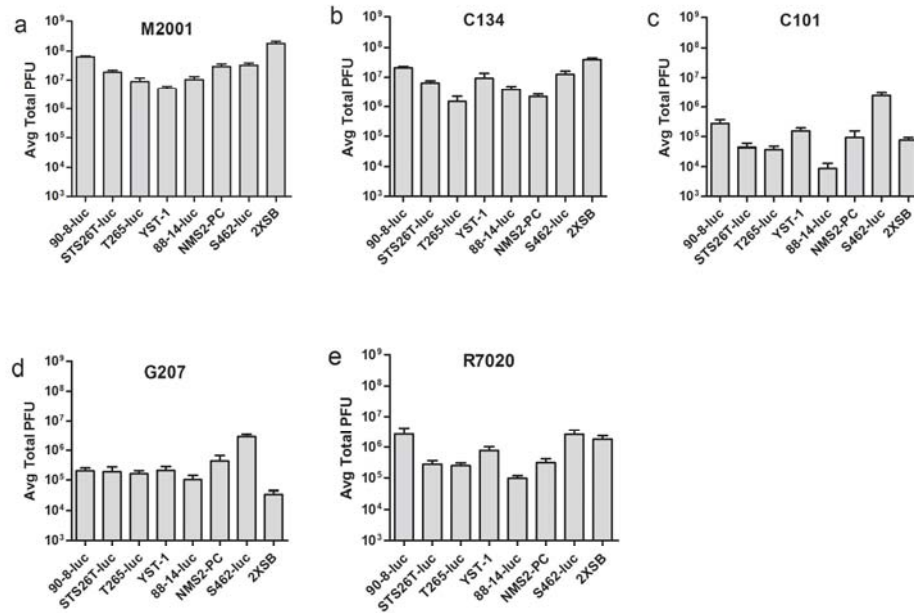 a
M2001
Avg Total PFU
10⁹
10⁸
10⁷
10⁶
10⁵
10⁴
10³
90-8-luc
STS26T-luc
T265-luc
YST-1
88-14-luc
NMS2-PC
S462-luc
2XSB
b
C134
Avg Total PFU
10⁹
10⁸
10⁷
10⁶
10⁵
10⁴
10³
90-8-luc
STS26T-luc
T265-luc
YST-1
88-14-luc
NMS2-PC
S462-luc
2XSB
c
C101
Avg Total PFU
10⁹
10⁸
10⁷
10⁶
10⁵
10⁴
10³
90-8-luc
STS26T-luc
T265-luc
YST-1
88-14-luc
NMS2-PC
S462-luc
2XSB
d
G207
Avg Total PFU
10⁹
10⁸
10⁷
10⁶
10⁵
10⁴
10³
90-8-luc
STS26T-luc
T265-luc
YST-1
88-14-luc
NMS2-PC
S462-luc
2XSB
e
R7020
Avg Total PFU
10⁹
10⁸
10⁷
10⁶
10⁵
10⁴
10³
90-8-luc
STS26T-luc
T265-luc
YST-1
88-14-luc
NMS2-PC
S462-luc
2XSB